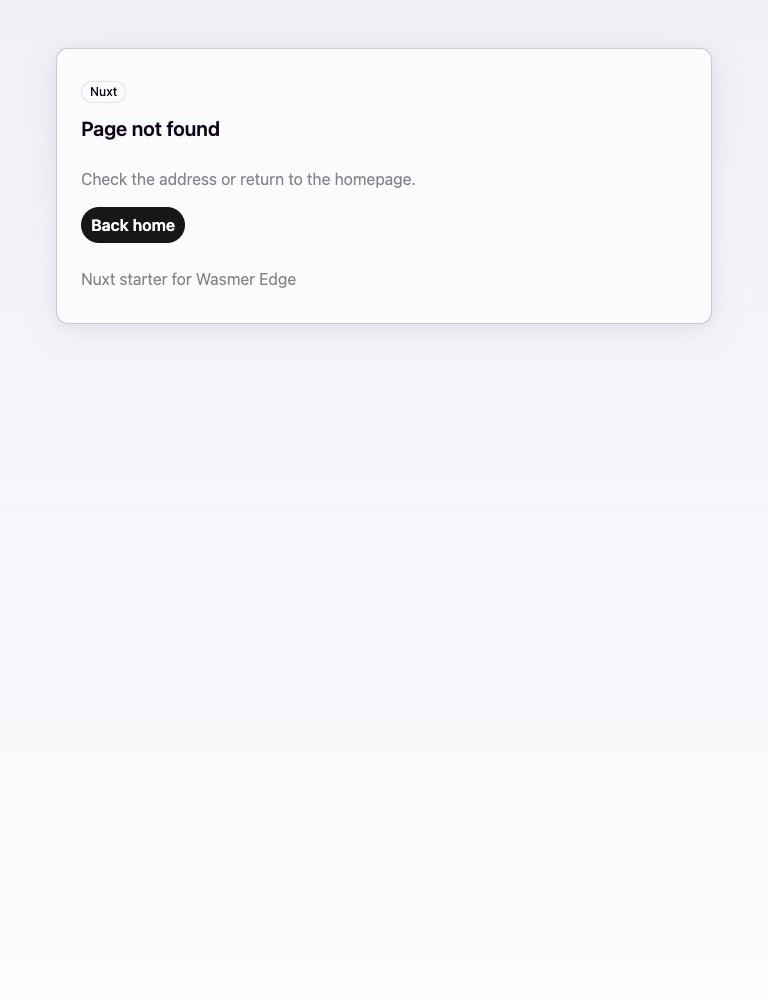 Nuxt
Page not found
Check the address or return to the homepage.
Back home
Nuxt starter for Wasmer Edge